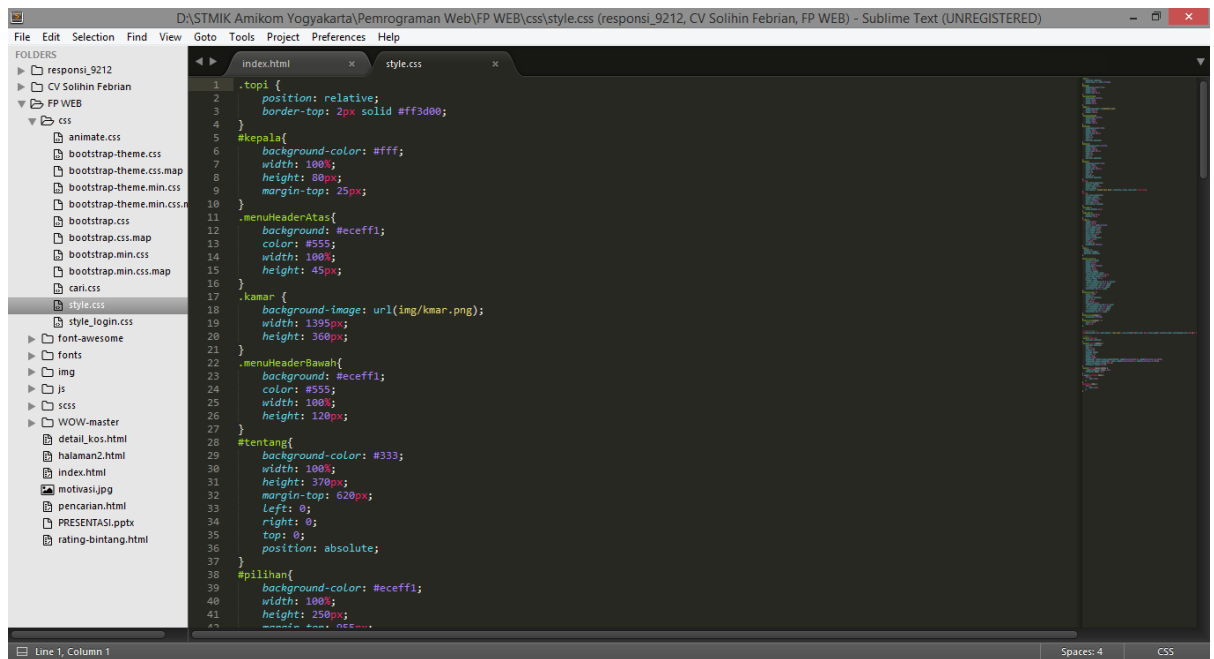 D:\STMIK Amikom Yogyakarta\Pemrograman Web\FP WEB\css\style.css (responsi_9212, CV Solihin Febrian, FP WEB) - Sublime Text (UNREGISTERED)
File Edit Selection Find View Goto Tools Project Preferences Help
FOLDERS
responsi_9212
CV Solihin Febrian
FP WEB
css
animate.css
bootstrap-theme.css
bootstrap-theme.css.map
bootstrap-theme.min.css
bootstrap-theme.min.css.n
bootstrap.css
bootstrap.css.map
bootstrap.min.css
bootstrap.min.css.map
cari.css
style.css
style_login.css
font-awesome
fonts
img
js
scss
WOW-master
detail_kos.html
halaman2.html
index.html
motivasi.jpg
pencarian.html
PRESENTASI.pptx
rating-bintang.html
index.html × style.css ×
1 .topi {
2 position: relative;
3 border-top: 2px solid #ff3d00;
4 }
5 #kepala{
6 background-color: #fff;
7 width: 100%;
8 height: 80px;
9 margin-top: 25px;
10 }
11 .menuHeaderAtas{
12 background: #eceff1;
13 color: #555;
14 width: 100%;
15 height: 45px;
16 }
17 .kamar {
18 background-image: url(img/kmar.png);
19 width: 1395px;
20 height: 360px;
21 }
22 .menuHeaderBawah{
23 background: #eceff1;
24 color: #555;
25 width: 100%;
26 height: 120px;
27 }
28 #tentang{
29 background-color: #333;
30 width: 100%;
31 height: 370px;
32 margin-top: 620px;
33 left: 0;
34 right: 0;
35 top: 0;
36 position: absolute;
37 }
38 #pilihan{
39 background-color: #eceff1;
40 width: 100%;
41 height: 250px;
42 margin-top: 955px;
Line 1, Column 1
Spaces: 4 CSS